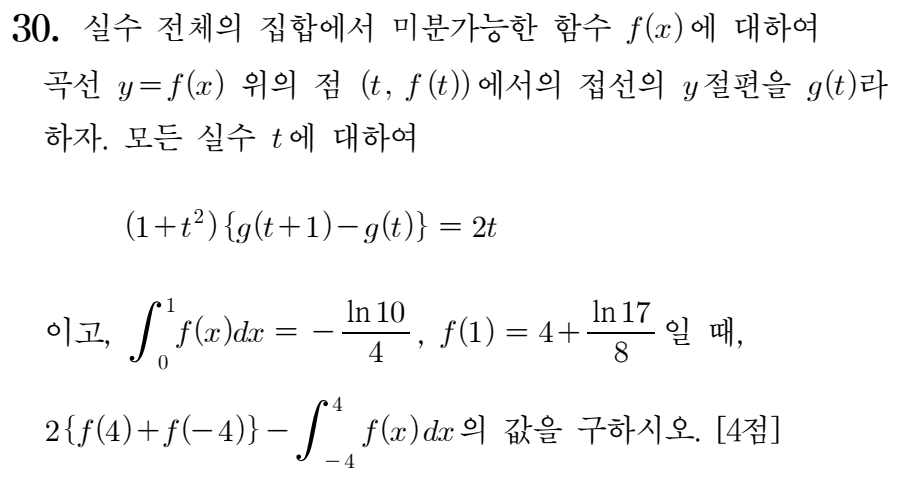 30. 실수 전체의 집합에서 미분가능한 함수 f(x)에 대하여
곡선 y=f(x) 위의 점 (t, f(t))에서의 접선의 y절편을 g(t)라
하자. 모든 실수 t에 대하여
(1+t²){g(t+1)−g(t)} = 2t
이고, ∫₀¹ f(x)dx = −(ln10)/4, f(1) = 4+(ln17)/8 일 때,
2{f(4)+f(−4)}−∫₋₄⁴ f(x)dx의 값을 구하시오. [4점]